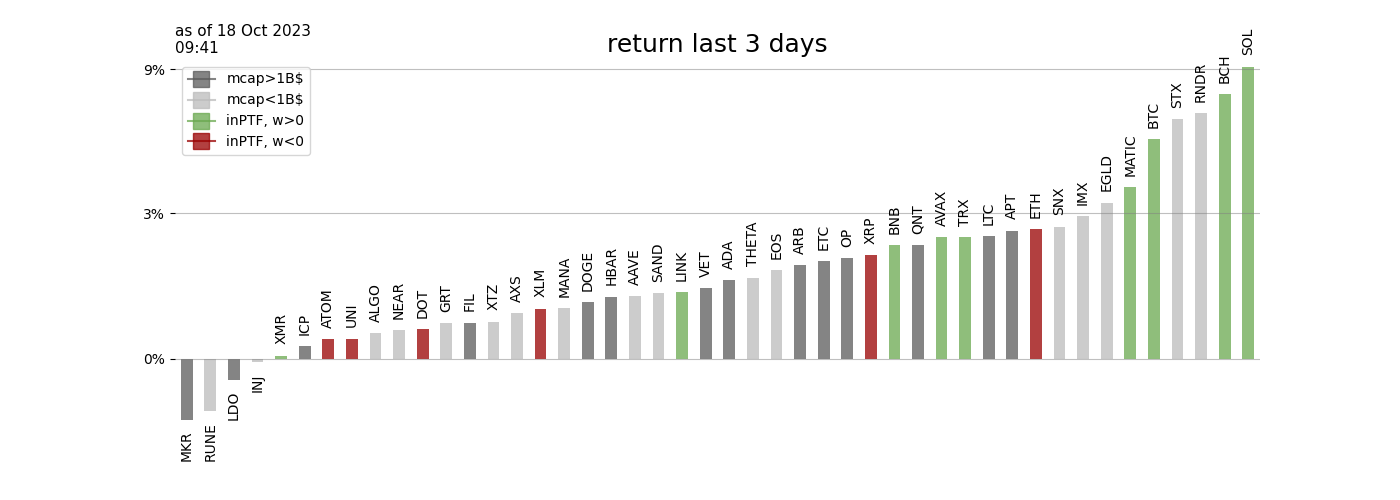 as of 18 Oct 2023
09:41
return last 3 days
9%
3%
0%
mcap>1B$
mcap<1B$
inPTF, w>0
inPTF, w<0
MKR
RUNE
LDO
INJ
XMR
ICP
ATOM
UNI
ALGO
NEAR
DOT
GRT
FIL
XTZ
AXS
XLM
MANA
DOGE
HBAR
AAVE
SAND
LINK
VET
ADA
THETA
EOS
ARB
ETC
OP
XRP
BNB
QNT
AVAX
TRX
LTC
APT
ETH
SNX
IMX
EGLD
MATIC
BTC
STX
RNDR
BCH
SOL